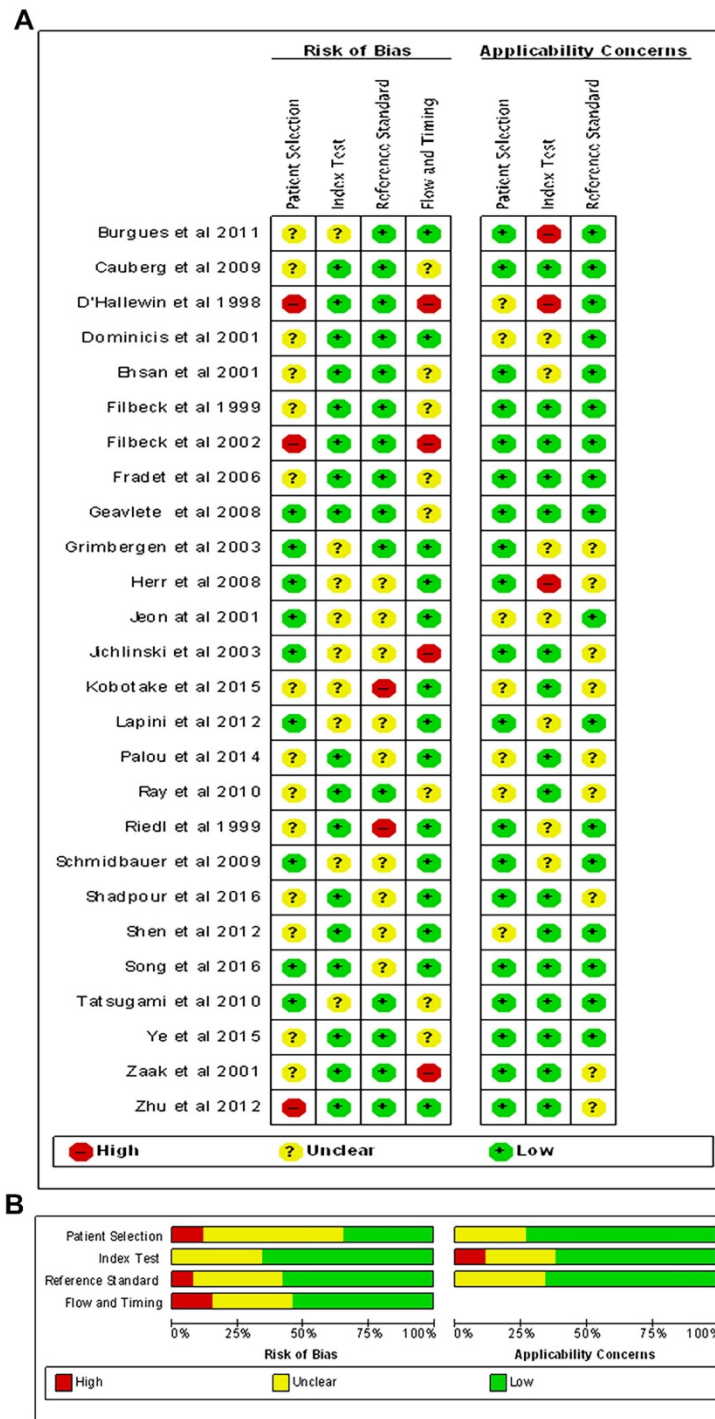 A
Risk of Bias Applicability Concerns
Patient Selection Index Test Reference Standard Flow and Timing Patient Selection Index Test Reference Standard
Burgues et al 2011 ? ? + + + – +
Cauberg et al 2009 ? + + ? + + +
D'Hallewin et al 1998 – + + – ? – +
Dominicis et al 2001 ? + + + ? ? +
Ehsan et al 2001 ? + + ? + ? +
Filbeck et al 1999 ? + + ? + + +
Filbeck et al 2002 – + + – + + +
Fradet et al 2006 ? + + ? + + +
Geavlete et al 2008 + + + ? + + +
Grimbergen et al 2003 + ? + + + ? ?
Herr et al 2008 + ? ? + + – ?
Jeon at al 2001 + ? ? + ? ? +
Jichlinski et al 2003 + ? ? – + + ?
Kobotake et al 2015 ? ? – + ? + ?
Lapini et al 2012 + ? ? + + ? +
Palou et al 2014 ? + ? + ? + ?
Ray et al 2010 ? + + ? ? + ?
Riedl et al 1999 ? + – + + ? +
Schmidbauer et al 2009 + ? ? + + ? +
Shadpour et al 2016 ? + ? + + + ?
Shen et al 2012 ? + ? + ? + +
Song et al 2016 + + ? + + + +
Tatsugami et al 2010 + ? + ? + + +
Ye et al 2015 ? + + ? + + +
Zaak et al 2001 ? + + – + + ?
Zhu et al 2012 – + + + + + ?
– High ? Unclear + Low
B
Patient Selection
Index Test
Reference Standard
Flow and Timing
0% 25% 50% 75% 100% 0% 25% 50% 75% 100%
Risk of Bias Applicability Concerns
High Unclear Low